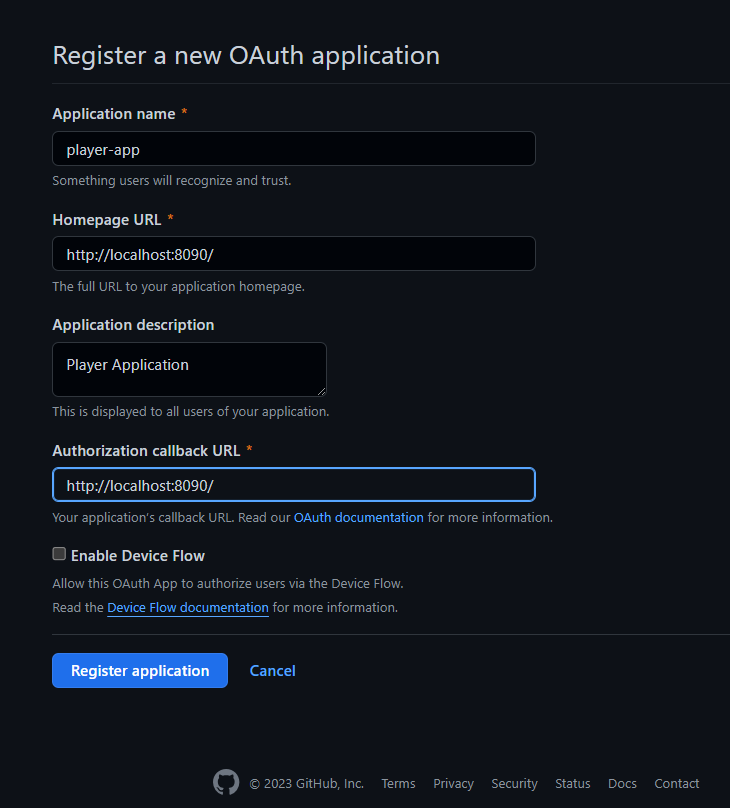 Register a new OAuth application
Application name *
player-app
Something users will recognize and trust.
Homepage URL *
http://localhost:8090/
The full URL to your application homepage.
Application description
Player Application
This is displayed to all users of your application.
Authorization callback URL *
http://localhost:8090/
Your application's callback URL. Read our OAuth documentation for more information.
Enable Device Flow
Allow this OAuth App to authorize users via the Device Flow.
Read the Device Flow documentation for more information.
Register application Cancel
© 2023 GitHub, Inc. Terms Privacy Security Status Docs Contact